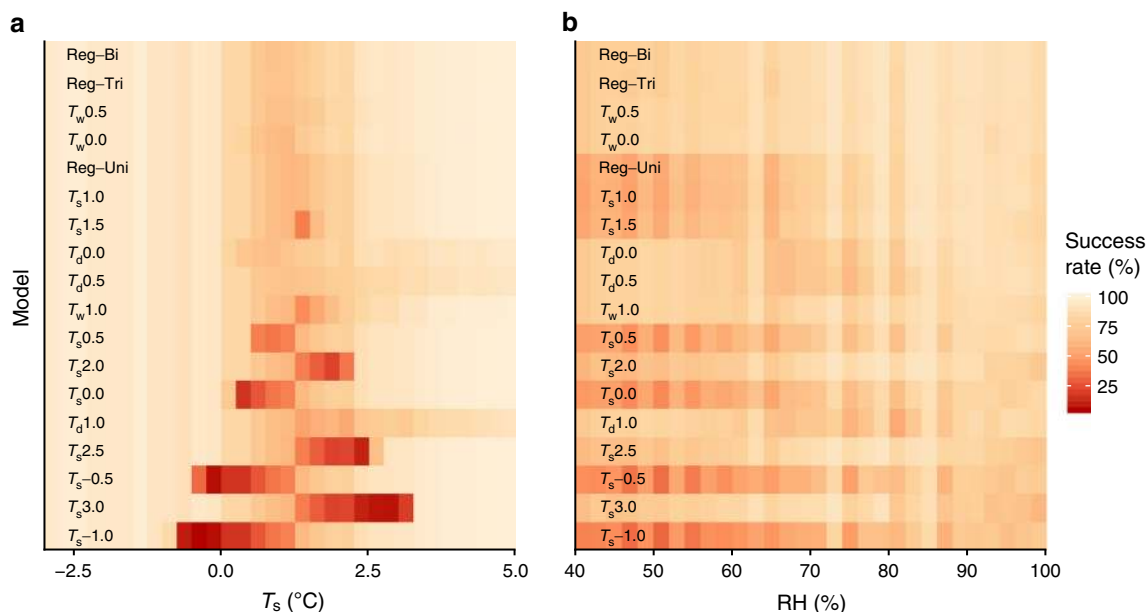 a
Model
Reg–Bi
Reg–Tri
Tw0.5
Tw0.0
Reg–Uni
Ts1.0
Ts1.5
Td0.0
Td0.5
Tw1.0
Ts0.5
Ts2.0
Ts0.0
Td1.0
Ts2.5
Ts−0.5
Ts3.0
Ts−1.0
−2.5 0.0 2.5 5.0
Ts (°C)
b
Reg–Bi
Reg–Tri
Tw0.5
Tw0.0
Reg–Uni
Ts1.0
Ts1.5
Td0.0
Td0.5
Tw1.0
Ts0.5
Ts2.0
Ts0.0
Td1.0
Ts2.5
Ts−0.5
Ts3.0
Ts−1.0
40 50 60 70 80 90 100
RH (%)
Success
rate (%)
100
75
50
25